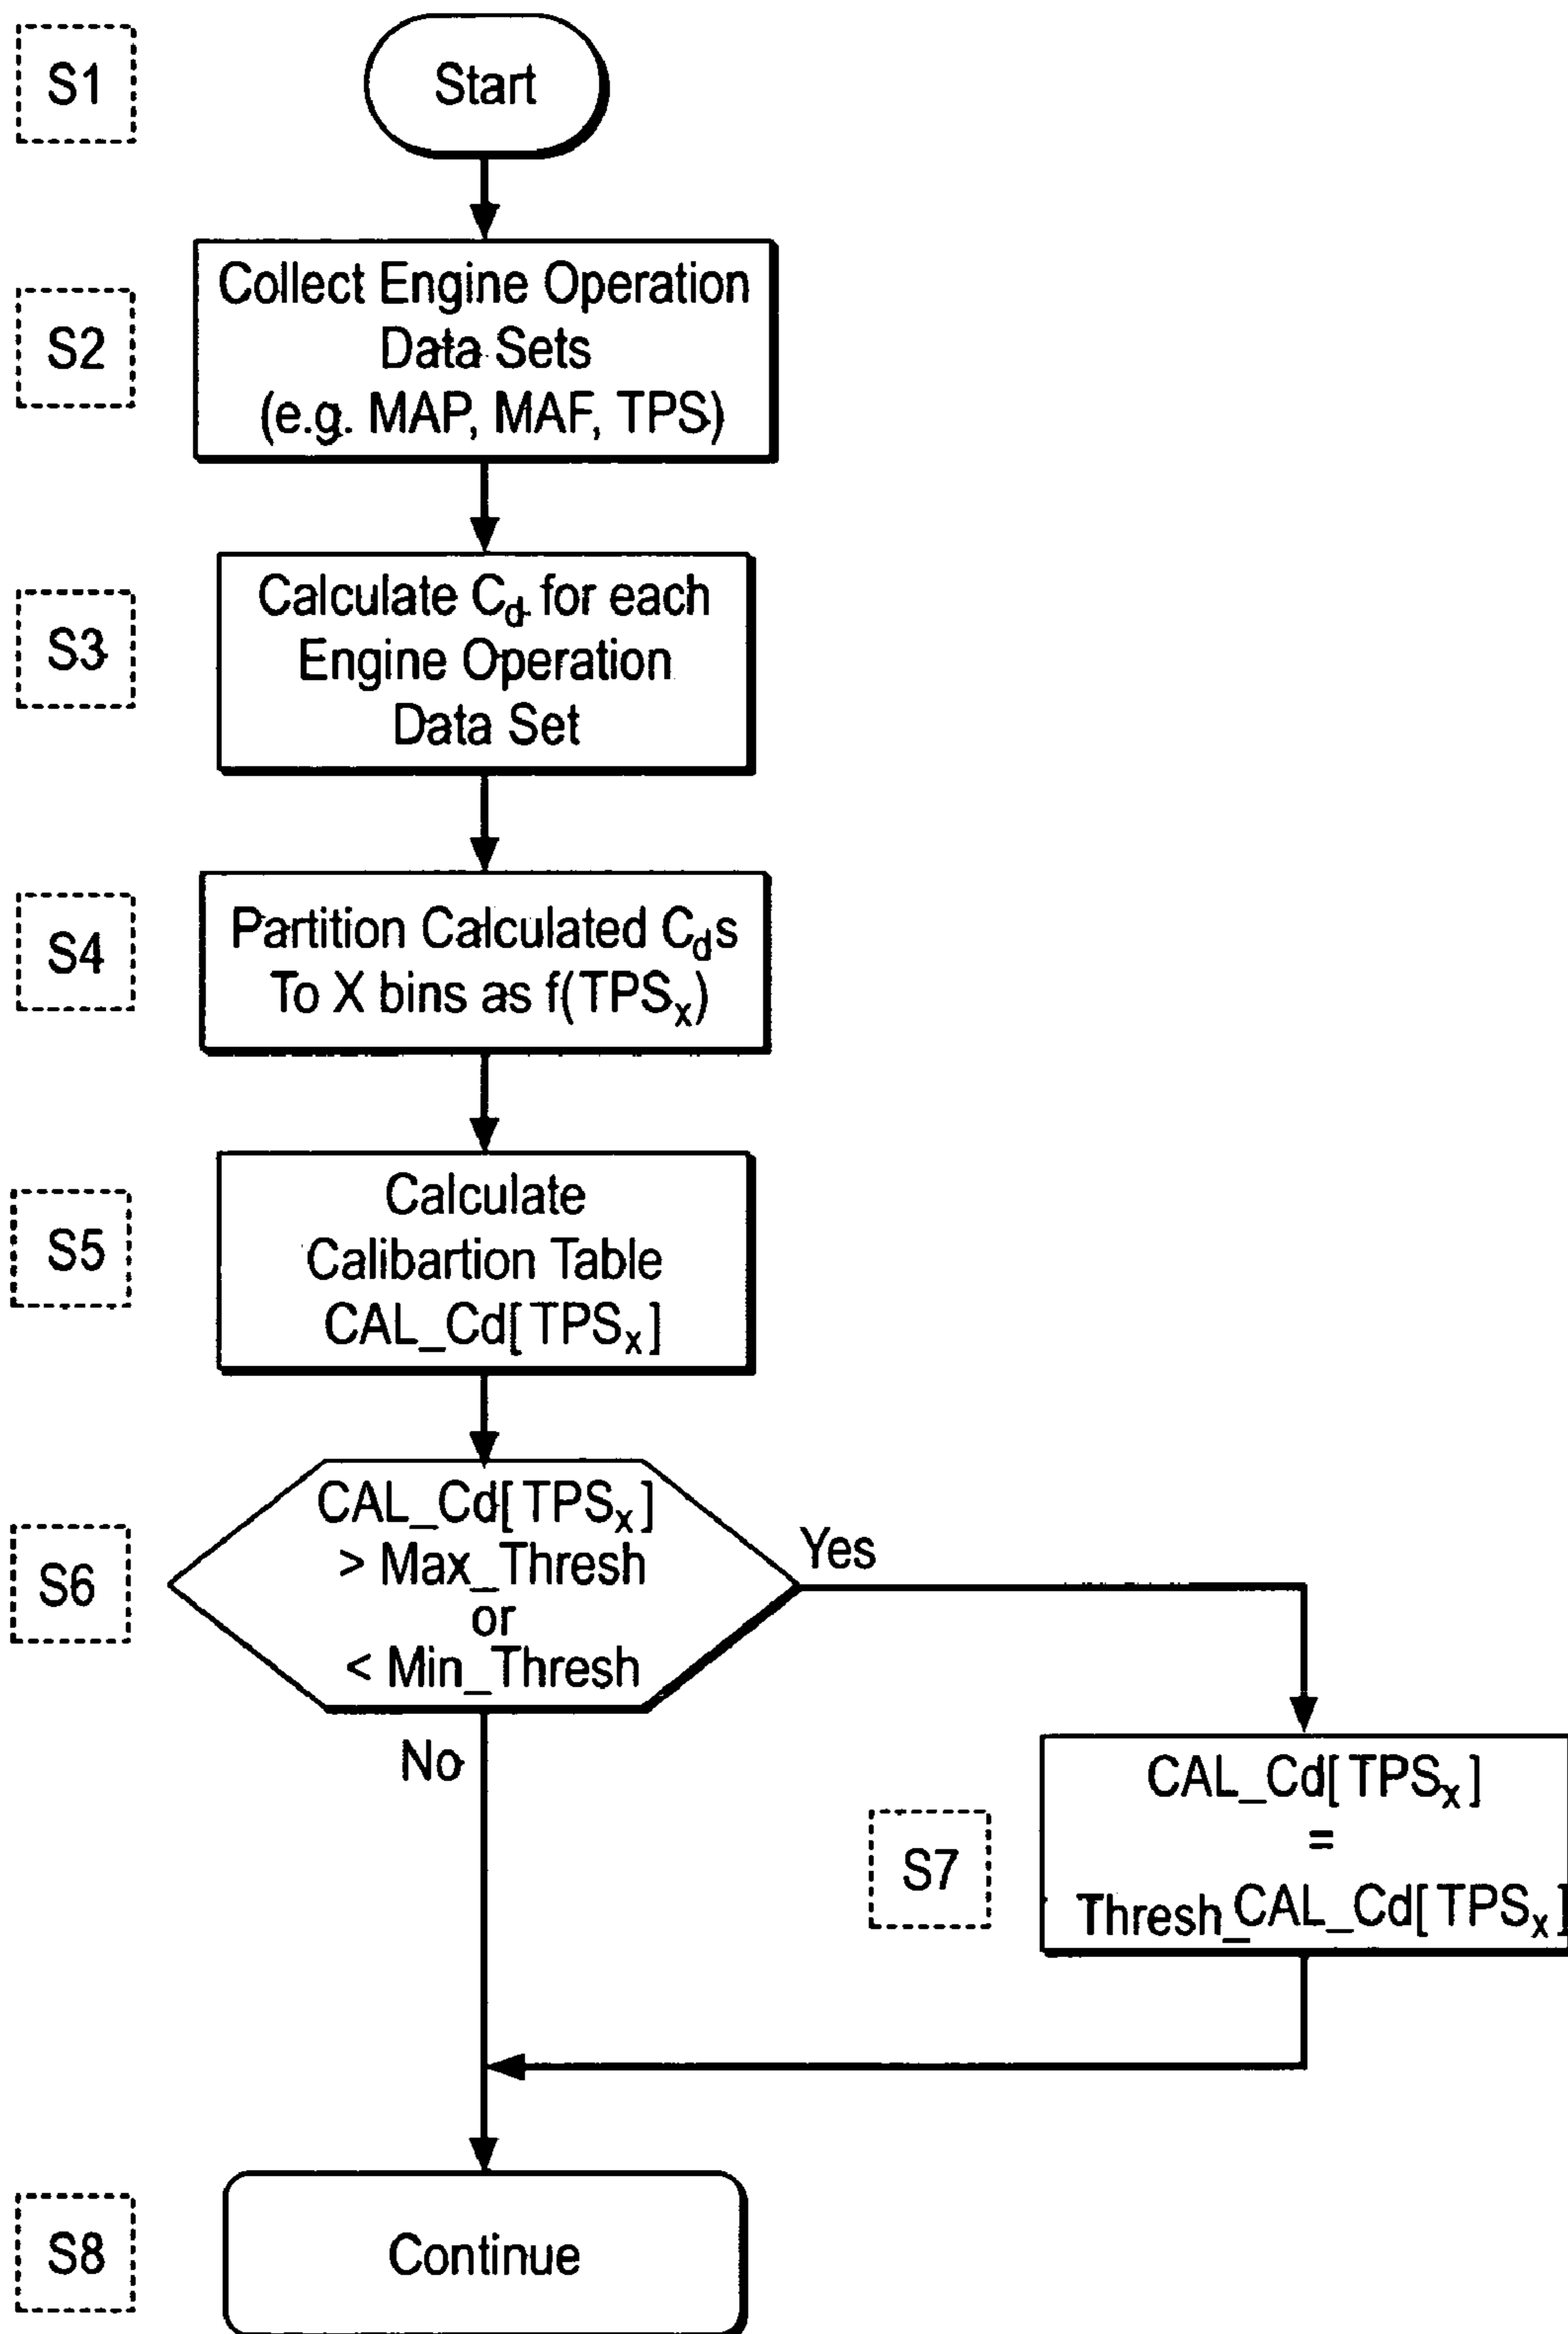 S1
Start
S2
Collect Engine Operation
Data Sets
(e.g. MAP, MAF, TPS)
S3
Calculate Cd for each
Engine Operation
Data Set
S4
Partition Calculated Cds
To X bins as f(TPSx)
S5
Calculate
Calibartion Table
CAL_Cd[TPSx]
S6
CAL_Cd[TPSx]
> Max_Thresh
or
< Min_Thresh
Yes
No
S7
CAL_Cd[TPSx]
=
Thresh_CAL_Cd[TPSx]
S8
Continue